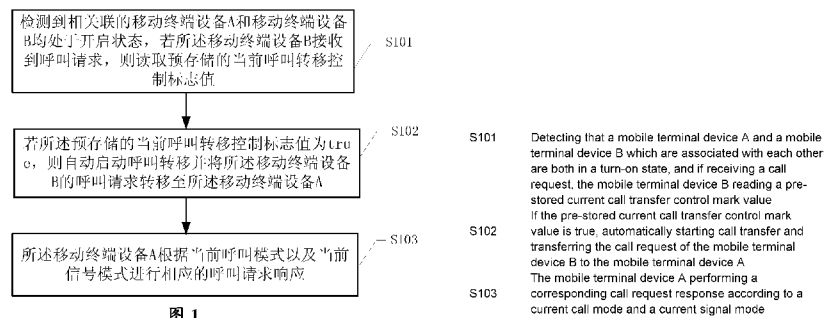 检测到相关联的移动终端设备A和移动终端设备
B均处于开启状态，若所述移动终端设备B接收
到呼叫请求，则读取预存储的当前呼叫转移控
制标志值
S101
若所述预存储的当前呼叫转移控制标志值为tru
e，则自动启动呼叫转移并将所述移动终端设备
B的呼叫请求转移至所述移动终端设备A
S102
所述移动终端设备A根据当前呼叫模式以及当前
信号模式进行相应的呼叫请求响应
S103
图 1
S101 Detecting that a mobile terminal device A and a mobile
terminal device B which are associated with each other
are both in a turn-on state, and if receiving a call
request, the mobile terminal device B reading a pre-
stored current call transfer control mark value
If the pre-stored current call transfer control mark
S102 value is true, automatically starting call transfer and
transferring the call request of the mobile terminal
device B to the mobile terminal device A
The mobile terminal device A performing a
S103 corresponding call request response according to a
current call mode and a current signal mode